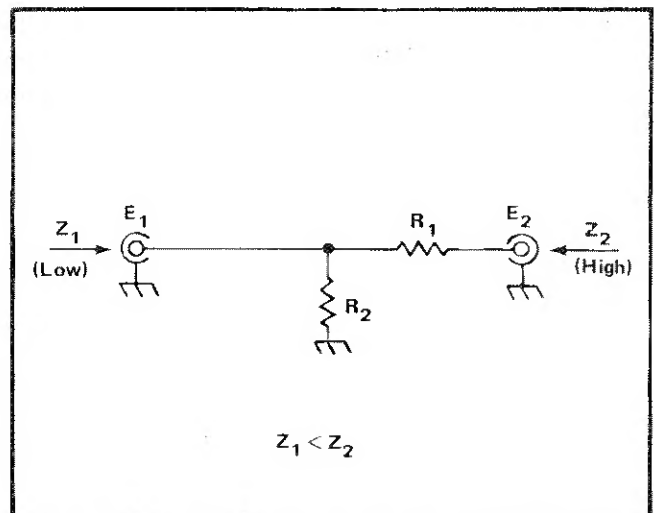 Z₁
(Low)
E₁
R₁
E₂
Z₂
(High)
R₂
Z₁ < Z₂